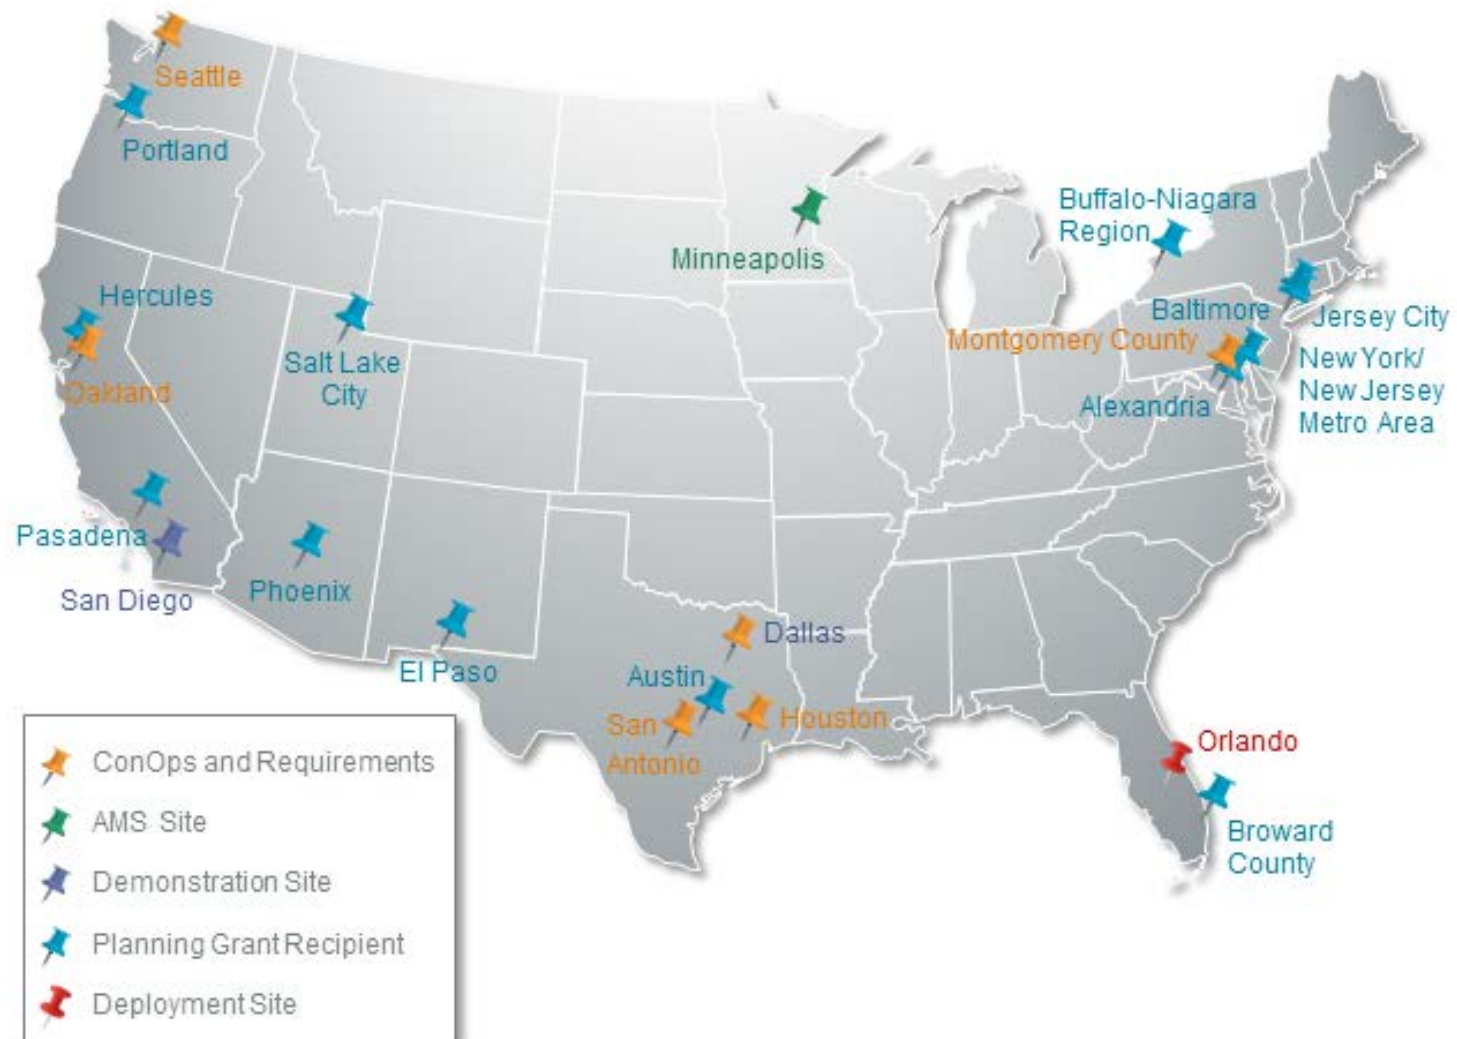 Seattle
Portland
Hercules
Oakland
Salt Lake
City
Pasadena
San Diego
Phoenix
El Paso
Minneapolis
Buffalo-Niagara
Region
Baltimore
Jersey City
Montgomery County
New York/
New Jersey
Metro Area
Alexandria
Dallas
Austin
San
Antonio
Houston
Orlando
Broward
County
ConOps and Requirements
AMS Site
Demonstration Site
Planning Grant Recipient
Deployment Site